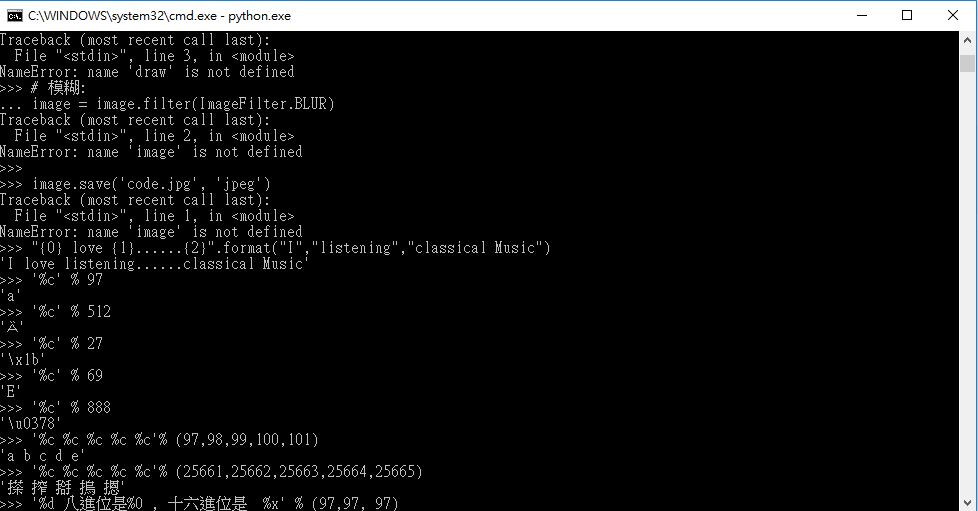 C:\WINDOWS\system32\cmd.exe - python.exe
Traceback (most recent call last):
  File "<stdin>", line 3, in <module>
NameError: name 'draw' is not defined
>>> # 模糊:
... image = image.filter(ImageFilter.BLUR)
Traceback (most recent call last):
  File "<stdin>", line 2, in <module>
NameError: name 'image' is not defined
>>>
>>> image.save('code.jpg', 'jpeg')
Traceback (most recent call last):
  File "<stdin>", line 1, in <module>
NameError: name 'image' is not defined
>>> "{0} love {1}......{2}".format("I","listening","classical Music")
'I love listening......classical Music'
>>> '%c' % 97
'a'
>>> '%c' % 512
'Ȁ'
>>> '%c' % 27
'\x1b'
>>> '%c' % 69
'E'
>>> '%c' % 888
'\u0378'
>>> '%c %c %c %c %c'% (97,98,99,100,101)
'a b c d e'
>>> '%c %c %c %c %c'% (25661,25662,25663,25664,25665)
'搽 搾 搿 摀 摁'
>>> '%d 八進位是%O , 十六進位是  %x' % (97,97, 97)